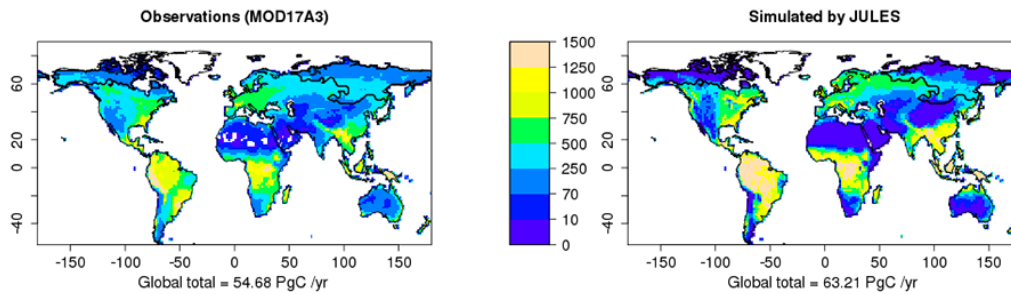 Observations (MOD17A3)
60
20
0
-40
-150 -100 -50 0 50 100 150
Global total = 54.68 PgC /yr
1500
1250
1000
750
500
70
10
0
Simulated by JULES
60
20
0
-40
-150 -100 -50 0 50 100 150
Global total = 63.21 PgC /yr